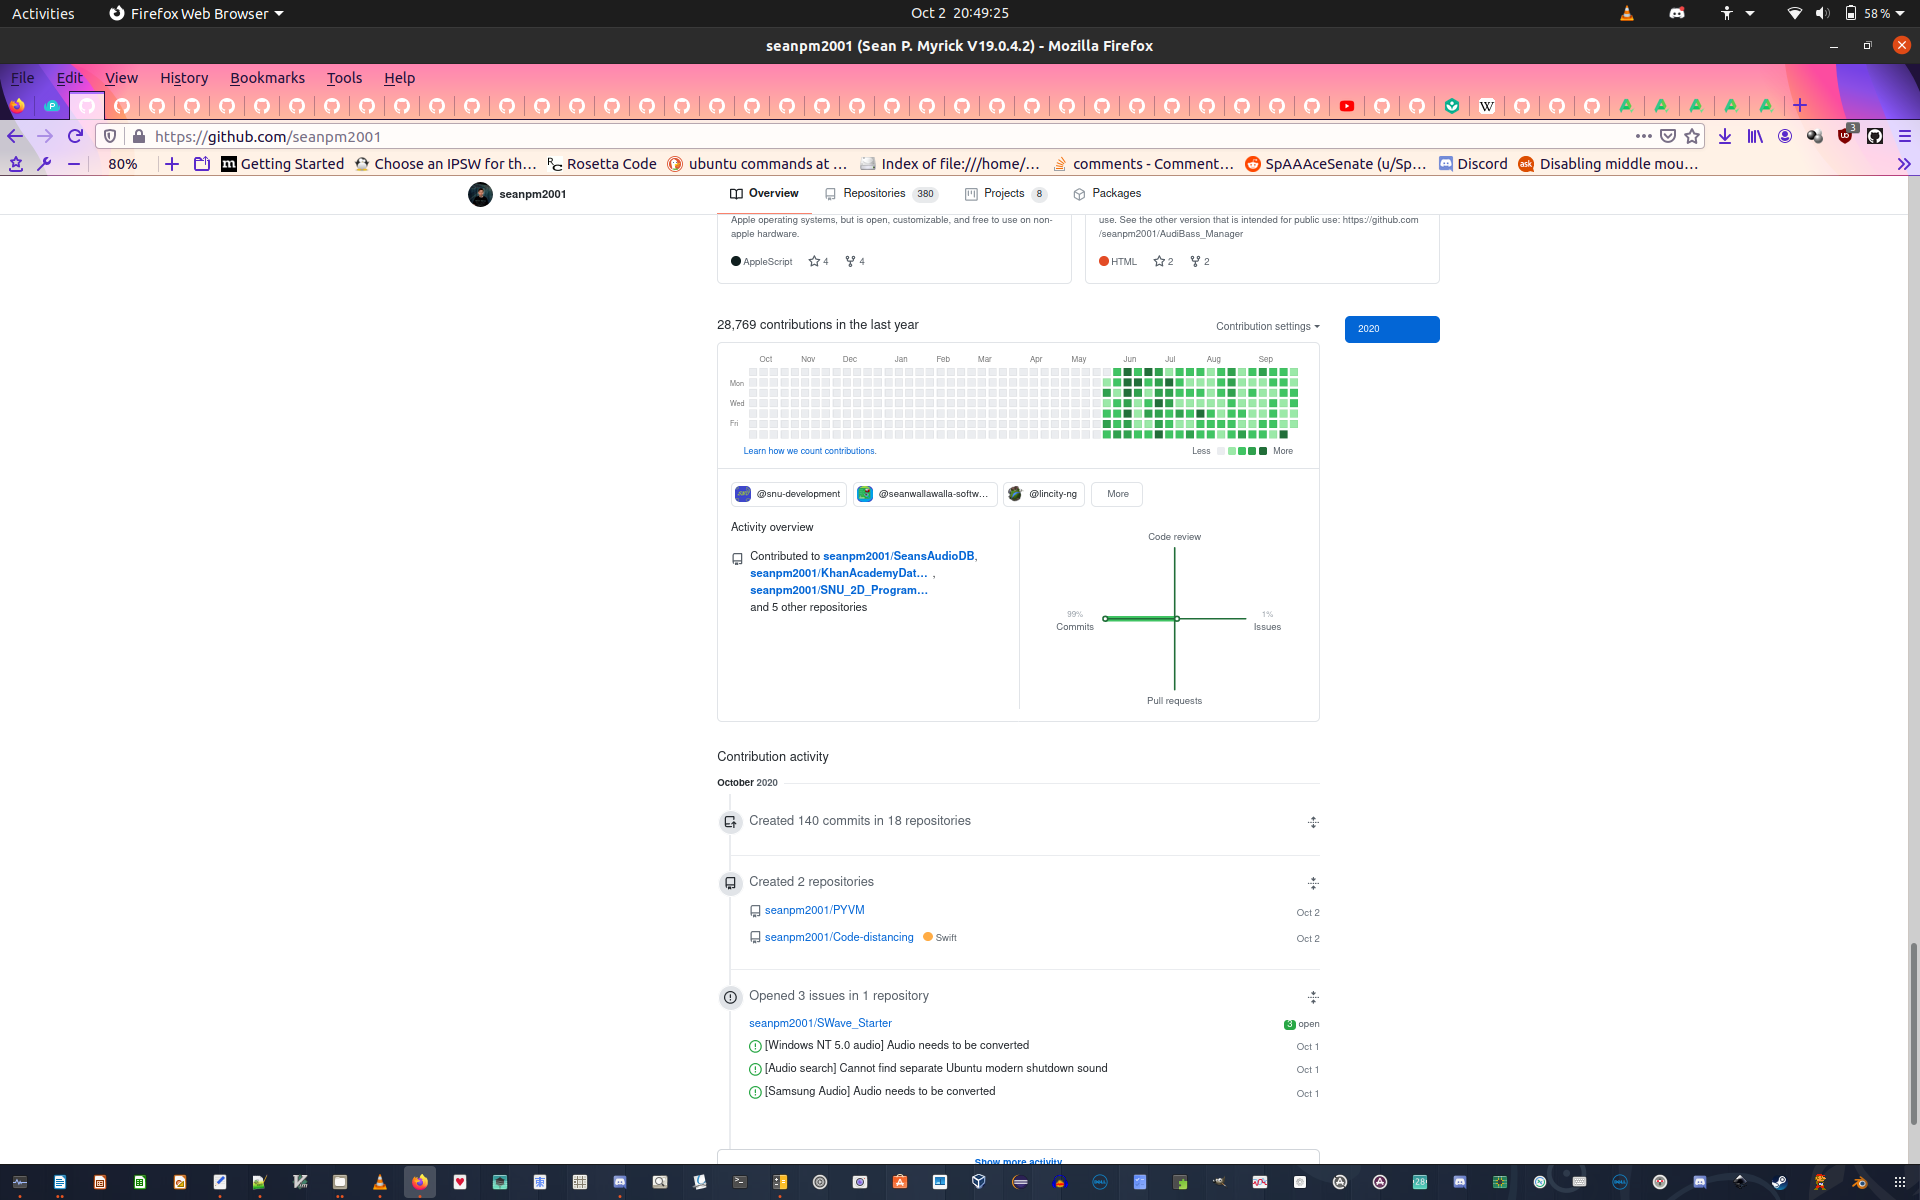 Activities
Firefox Web Browser
Oct 2 20:49:25
58 %
seanpm2001 (Sean P. Myrick V19.0.4.2) - Mozilla Firefox
File Edit View History Bookmarks Tools Help
https://github.com/seanpm2001
3
80%
Getting Started
Choose an IPSW for th…
Rosetta Code
ubuntu commands at …
Index of file:///home/…
comments - Comment…
SpAAAceSenate (u/Sp…
Discord
Disabling middle mou…
seanpm2001
Overview
Repositories 380
Projects 8
Packages
Apple operating systems, but is open, customizable, and free to use on non-
apple hardware.
AppleScript 4 4
use. See the other version that is intended for public use: https://github.com
/seanpm2001/AudiBass_Manager
HTML 2 2
28,769 contributions in the last year
Contribution settings
2020
Oct Nov Dec Jan Feb Mar Apr May Jun Jul Aug Sep
Mon
Wed
Fri
Learn how we count contributions.
Less More
@snu-development
@seanwallawalla-softw…
@lincity-ng
More
Activity overview
Contributed to seanpm2001/SeansAudioDB,
seanpm2001/KhanAcademyDat… ,
seanpm2001/SNU_2D_Program…
and 5 other repositories
Code review
99%
Commits
1%
Issues
Pull requests
Contribution activity
October 2020
Created 140 commits in 18 repositories
Created 2 repositories
seanpm2001/PYVM Oct 2
seanpm2001/Code-distancing Swift Oct 2
Opened 3 issues in 1 repository
seanpm2001/SWave_Starter 3 open
[Windows NT 5.0 audio] Audio needs to be converted Oct 1
[Audio search] Cannot find separate Ubuntu modern shutdown sound Oct 1
[Samsung Audio] Audio needs to be converted Oct 1
Show more activity